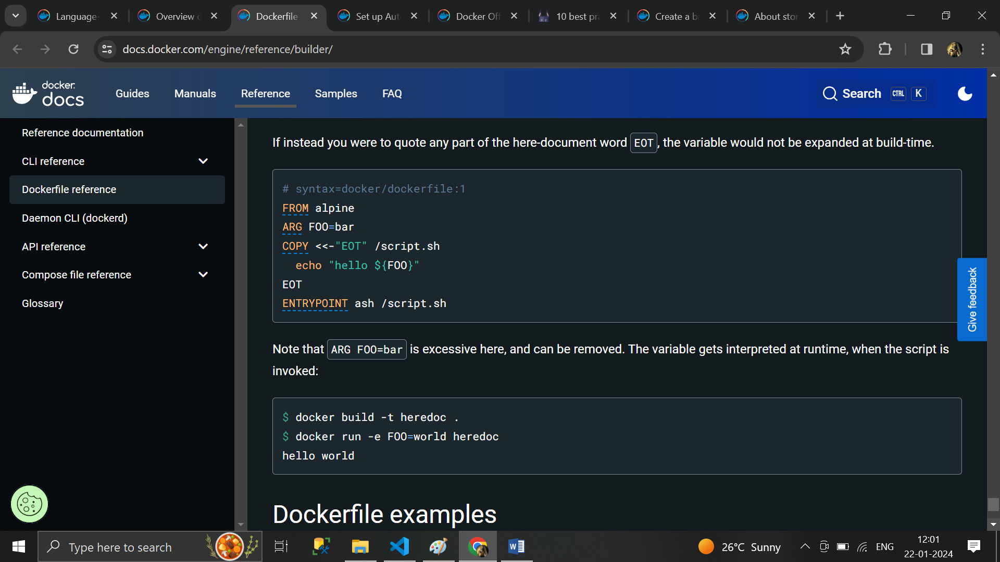 Language-
Overview c
Dockerfile
Set up Aut
Docker Off
10 best pra
Create a ba
About stor
docs.docker.com/engine/reference/builder/
docker
docs
Guides
Manuals
Reference
Samples
FAQ
Search
CTRL
K
Reference documentation
CLI reference
Dockerfile reference
Daemon CLI (dockerd)
API reference
Compose file reference
Glossary
If instead you were to quote any part of the here-document word EOT, the variable would not be expanded at build-time.
# syntax=docker/dockerfile:1
FROM alpine
ARG FOO=bar
COPY <<-"EOT" /script.sh
  echo "hello ${FOO}"
EOT
ENTRYPOINT ash /script.sh
Note that ARG FOO=bar is excessive here, and can be removed. The variable gets interpreted at runtime, when the script is
invoked:
$ docker build -t heredoc .
$ docker run -e FOO=world heredoc
hello world
Dockerfile examples
Give feedback
Type here to search
26°C Sunny
ENG
12:01
22-01-2024